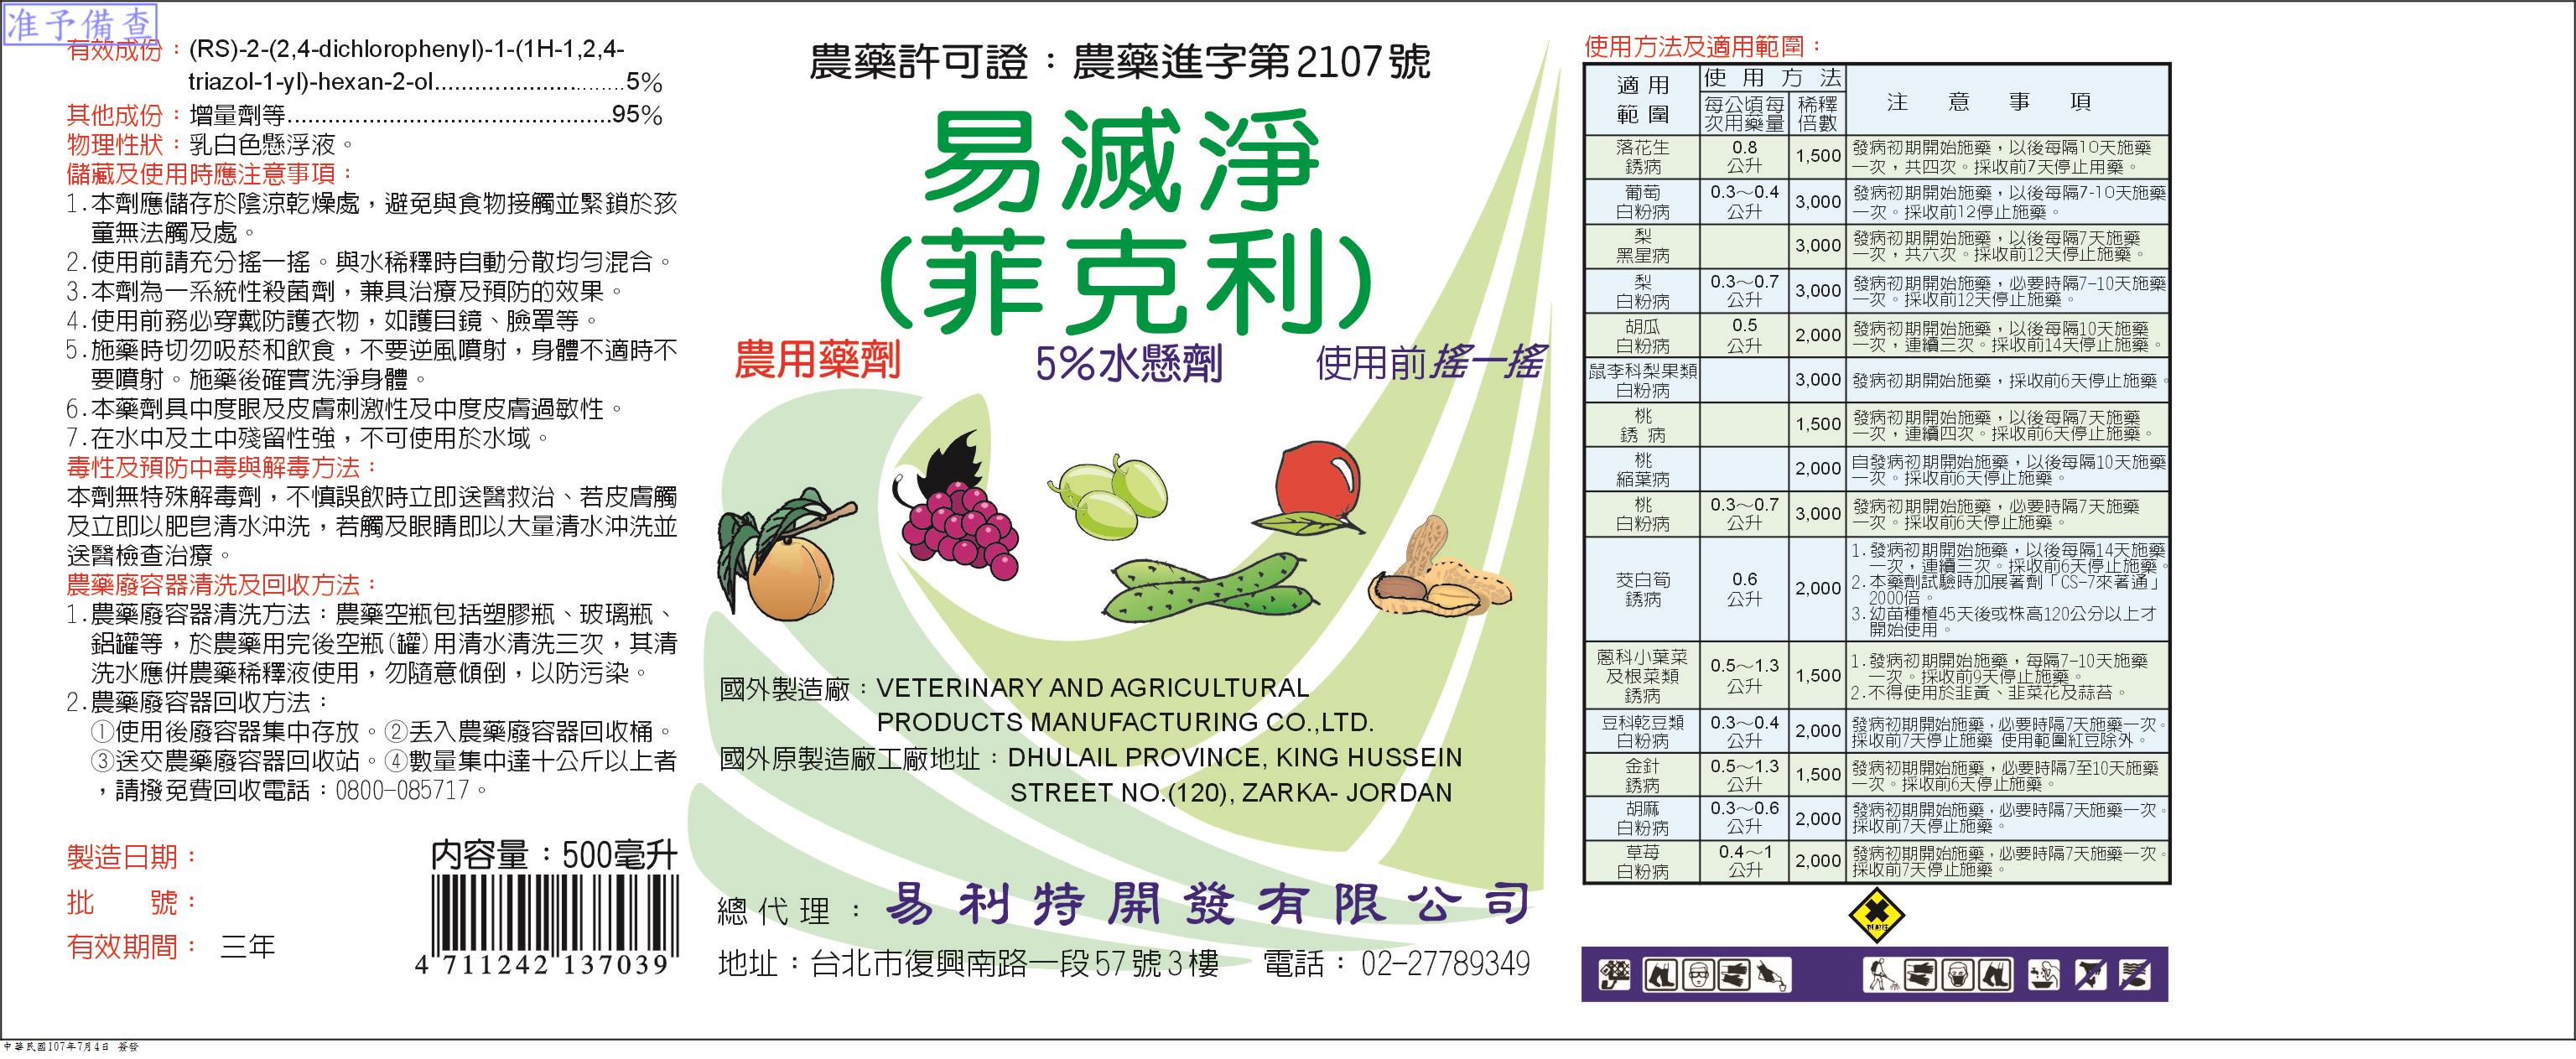 准予備查
有效成份：(RS)-2-(2,4-dichlorophenyl)-1-(1H-1,2,4-
triazol-1-yl)-hexan-2-ol............................5%
其他成份：增量劑等................................................95%
物理性狀：乳白色懸浮液。
儲藏及使用時應注意事項：
1.本劑應儲存於陰涼乾燥處，避免與食物接觸並緊鎖於孩
童無法觸及處。
2.使用前請充分搖一搖。與水稀釋時自動分散均勻混合。
3.本劑為一系統性殺菌劑，兼具治療及預防的效果。
4.使用前務必穿戴防護衣物，如護目鏡、臉罩等。
5.施藥時切勿吸菸和飲食，不要逆風噴射，身體不適時不
要噴射。施藥後確實洗淨身體。
6.本藥劑具中度眼及皮膚刺激性及中度皮膚過敏性。
7.在水中及土中殘留性強，不可使用於水域。
毒性及預防中毒與解毒方法：
本劑無特殊解毒劑，不慎誤飲時立即送醫救治、若皮膚觸
及立即以肥皂清水沖洗，若觸及眼睛即以大量清水沖洗並
送醫檢查治療。
農藥廢容器清洗及回收方法：
1.農藥廢容器清洗方法：農藥空瓶包括塑膠瓶、玻璃瓶、
鋁罐等，於農藥用完後空瓶(罐)用清水清洗三次，其清
洗水應併農藥稀釋液使用，勿隨意傾倒，以防污染。
2.農藥廢容器回收方法：
①使用後廢容器集中存放。②丟入農藥廢容器回收桶。
③送交農藥廢容器回收站。④數量集中達十公斤以上者
，請撥免費回收電話：0800-085717。
製造日期：
批　　號：
有效期間： 三年
內容量：500毫升
4 711242 137039
農藥許可證：農藥進字第2107號
易滅淨
(菲克利)
農用藥劑 5%水懸劑 使用前搖一搖
國外製造廠：VETERINARY AND AGRICULTURAL
PRODUCTS MANUFACTURING CO.,LTD.
國外原製造廠工廠地址：DHULAIL PROVINCE, KING HUSSEIN
STREET NO.(120), ZARKA- JORDAN
總代理：易利特開發有限公司
地址：台北市復興南路一段57號3樓 電話： 02-27789349
使用方法及適用範圍：
適用範圍 使用方法 注意事項
每公頃每次用藥量 稀釋倍數
落花生 銹病 0.8公升 1,500 發病初期開始施藥，以後每隔10天施藥
一次，共四次。採收前7天停止用藥。
葡萄 白粉病 0.3～0.4公升 3,000 發病初期開始施藥，以後每隔7-10天施藥
一次。採收前12停止施藥。
梨 黑星病 3,000 發病初期開始施藥，以後每隔7天施藥
一次，共六次。採收前12天停止施藥。
梨 白粉病 0.3～0.7公升 3,000 發病初期開始施藥，必要時隔7-10天施藥
一次。採收前12天停止施藥。
胡瓜 白粉病 0.5公升 2,000 發病初期開始施藥，以後每隔10天施藥
一次，連續三次。採收前14天停止施藥。
鼠李科梨果類 白粉病 3,000 發病初期開始施藥，採收前6天停止施藥。
桃 銹 病 1,500 發病初期開始施藥，以後每隔7天施藥
一次，連續四次。採收前6天停止施藥。
桃 縮葉病 2,000 自發病初期開始施藥，以後每隔10天施藥
一次。採收前6天停止施藥。
桃 白粉病 0.3～0.7公升 3,000 發病初期開始施藥，必要時隔7天施藥
一次。採收前6天停止施藥。
茭白筍 銹病 0.6公升 2,000 1.發病初期開始施藥，以後每隔14天施藥
一次，連續三次。採收前6天停止施藥。
2.本藥劑試驗時加展著劑「CS-7來著通」
2000倍。
3.幼苗種植45天後或株高120公分以上才
開始使用。
蔥科小葉菜及根菜類 銹病 0.5～1.3公升 1,500 1.發病初期開始施藥，每隔7-10天施藥
一次。採收前9天停止施藥。
2.不得使用於韭黃、韭菜花及蒜苔。
豆科乾豆類 白粉病 0.3～0.4公升 2,000 發病初期開始施藥，必要時隔7天施藥一次。
採收前7天停止施藥 使用範圍紅豆除外。
金針 銹病 0.5～1.3公升 1,500 發病初期開始施藥，必要時隔7至10天施藥
一次。採收前6天停止施藥。
胡麻 白粉病 0.3～0.6公升 2,000 發病初期開始施藥，必要時隔7天施藥一次。
採收前7天停止施藥。
草莓 白粉病 0.4～1公升 2,000 發病初期開始施藥，必要時隔7天施藥一次。
採收前7天停止施藥。
中華民國107年7月4日 簽發